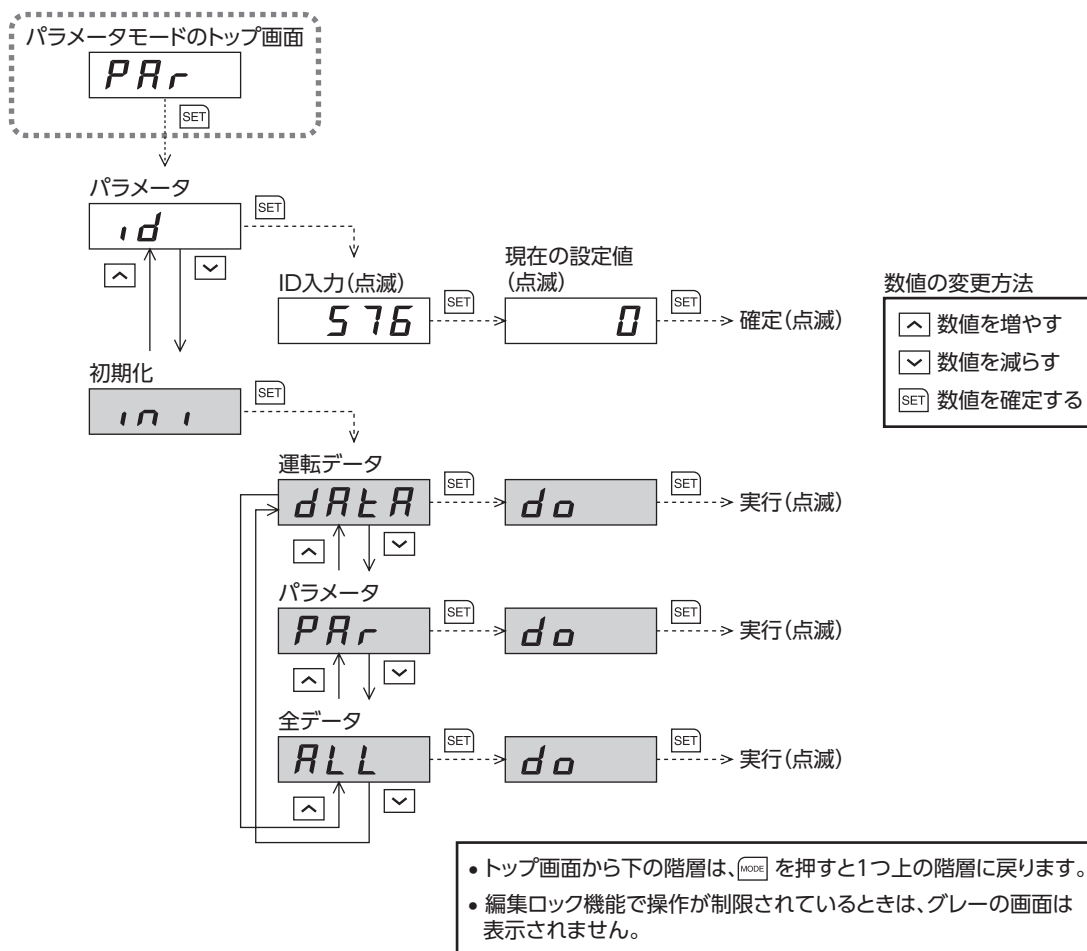 パラメータモードのトップ画面
PAr
SET
パラメータ
id
SET
ID入力(点滅)
576
SET
現在の設定値
(点滅)
0
SET
確定(点滅)
数値の変更方法
数値を増やす
数値を減らす
SET 数値を確定する
初期化
ini
SET
運転データ
dAtA
SET
do
SET
実行(点滅)
パラメータ
PAr
SET
do
SET
実行(点滅)
全データ
ALL
SET
do
SET
実行(点滅)
• トップ画面から下の階層は、MODE を押すと1つ上の階層に戻ります。
• 編集ロック機能で操作が制限されているときは、グレーの画面は
表示されません。